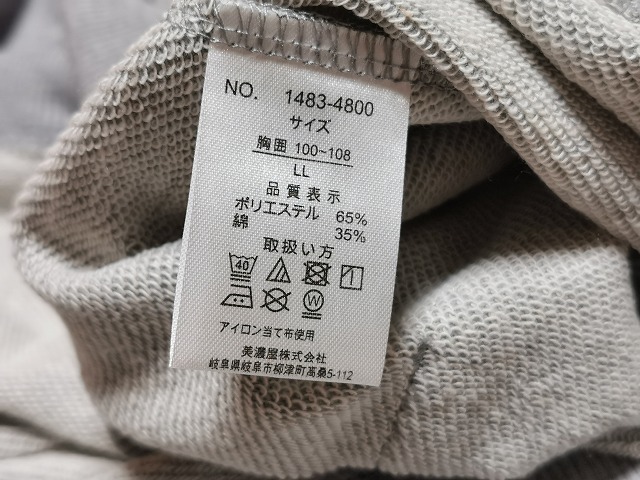 NO. 1483-4800
サイズ
胸囲 100~108
LL
品質表示
ポリエステル 65%
綿 35%
取扱い方
40
W
アイロン当て布使用
美濃屋株式会社
岐阜県岐阜市柳津町高桑5-112